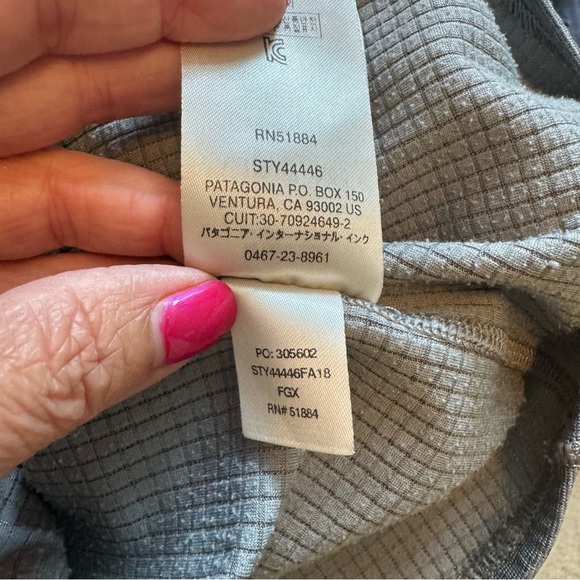 RN51884
STY44446
PATAGONIA P.O. BOX 150
VENTURA, CA 93002 US
CUIT:30-70924649-2
パタゴニア・インターナショナル・インク
0467-23-8961
PO: 305602
STY44446FA18
FGX
RN# 51884